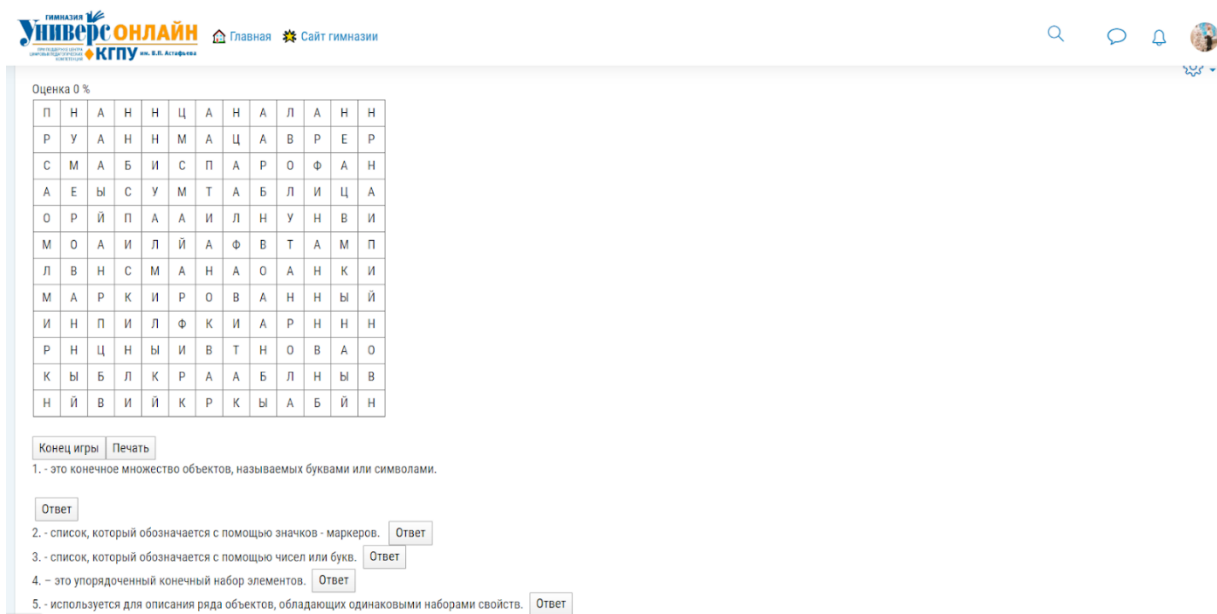 ГИМНАЗИЯ
Универс ОНЛАЙН
КГПУ им. В.П. Астафьева
Главная Сайт гимназии
Оценка 0 %
П Н А Н Н Ц А Н А Л А Н Н
Р У А Н Н М А Ц А В Р Е Р
С М А Б И С П А Р О Ф А Н
А Е Ы С У М Т А Б Л И Ц А
О Р Й П А А И Л Н У Н В И
М О А И Л Й А Ф В Т А М П
Л В Н С М А Н А О А Н К И
М А Р К И Р О В А Н Н Ы Й
И Н П И Л Ф К И А Р Н Н Н
Р Н Ц Н Ы И В Т Н О В А О
К Ы Б Л К Р А А Б Л Н Ы В
Н Й В И Й К Р К Ы А Б Й Н
Конец игры Печать
1. - это конечное множество объектов, называемых буквами или символами.
Ответ
2. - список, который обозначается с помощью значков - маркеров. Ответ
3. - список, который обозначается с помощью чисел или букв. Ответ
4. – это упорядоченный конечный набор элементов. Ответ
5. - используется для описания ряда объектов, обладающих одинаковыми наборами свойств. Ответ